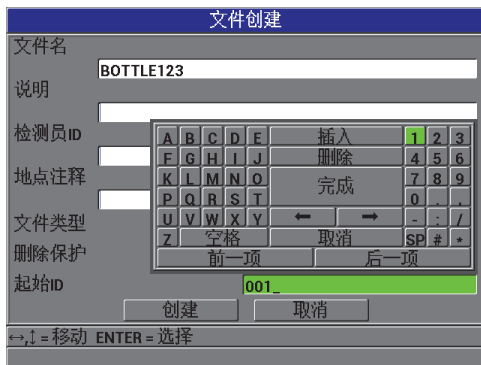 文件创建
文件名
BOTTLE123
说明
检测员ID
地点注释
文件类型
删除保护
起始ID
001_
A B C D E 插入 1 2 3
F G H I J 删除 4 5 6
K L M N O 完成 7 8 9
P Q R S T 0 . ,
U V W X Y ← → - : /
Z 空格 取消 SP # *
前一项 后一项
创建 取消
↔,↕ = 移动 ENTER = 选择